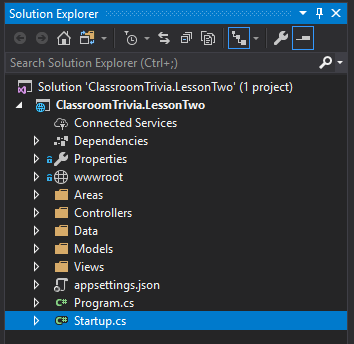 Solution Explorer
Search Solution Explorer (Ctrl+;)
Solution 'ClassroomTrivia.LessonTwo' (1 project)
ClassroomTrivia.LessonTwo
Connected Services
Dependencies
Properties
wwwroot
Areas
Controllers
Data
Models
Views
appsettings.json
C# Program.cs
C# Startup.cs